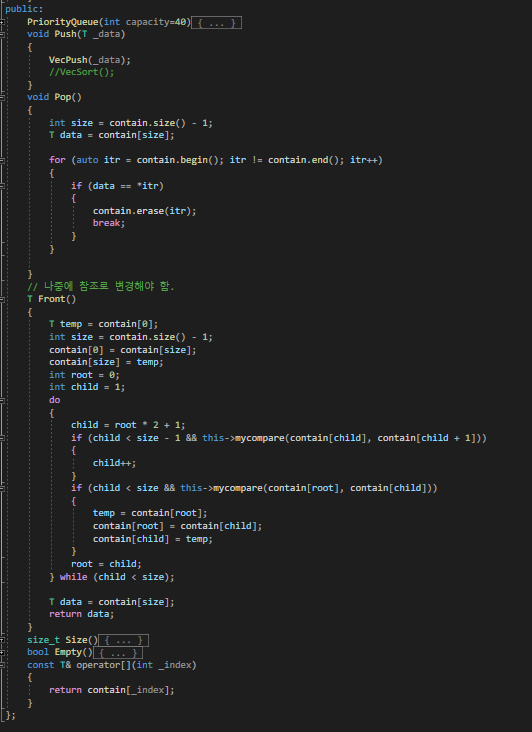 public:
    PriorityQueue(int capacity=40){ ... }
    void Push(T _data)
    {
        VecPush(_data);
        //VecSort();
    }
    void Pop()
    {
        int size = contain.size() - 1;
        T data = contain[size];

        for (auto itr = contain.begin(); itr != contain.end(); itr++)
        {
            if (data == *itr)
            {
                contain.erase(itr);
                break;
            }
        }

    }
    // 나중에 참조로 변경해야 함.
    T Front()
    {
        T temp = contain[0];
        int size = contain.size() - 1;
        contain[0] = contain[size];
        contain[size] = temp;
        int root = 0;
        int child = 1;
        do
        {
            child = root * 2 + 1;
            if (child < size - 1 && this->mycompare(contain[child], contain[child + 1]))
            {
                child++;
            }
            if (child < size && this->mycompare(contain[root], contain[child]))
            {
                temp = contain[root];
                contain[root] = contain[child];
                contain[child] = temp;
            }
            root = child;
        } while (child < size);

        T data = contain[size];
        return data;
    }
    size_t Size(){ ... }
    bool Empty(){ ... }
    const T& operator[](int _index)
    {
        return contain[_index];
    }
};